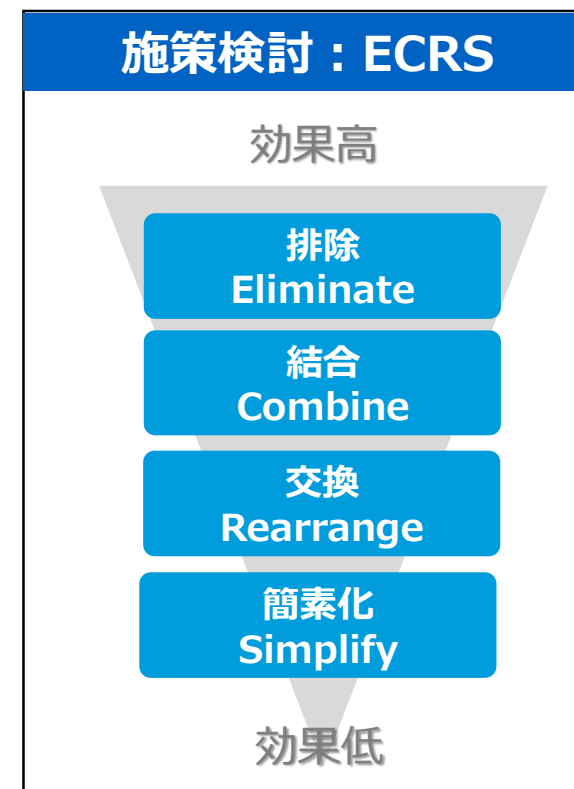 施策検討：ECRS
効果高
排除
Eliminate
結合
Combine
交換
Rearrange
簡素化
Simplify
効果低